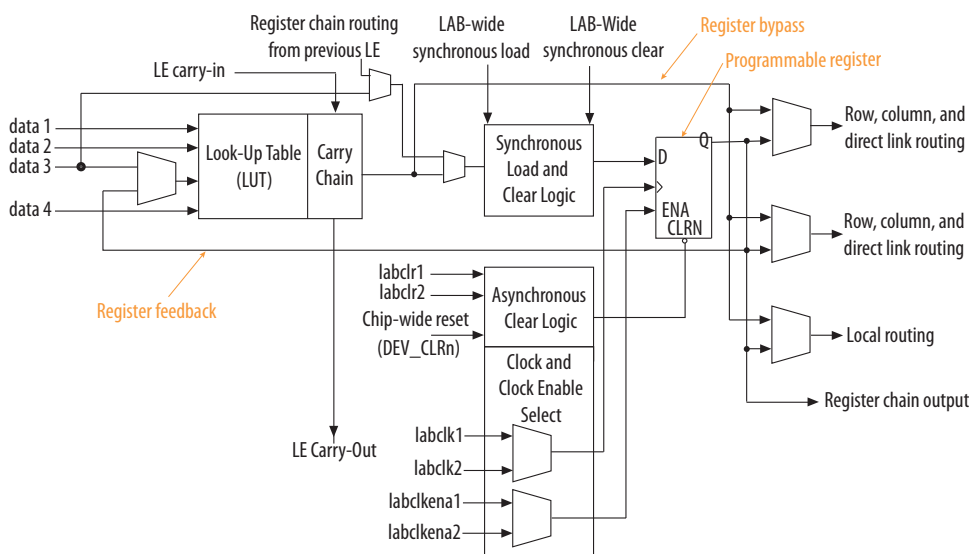 Register chain routing
from previous LE
LAB-wide
synchronous load
LAB-Wide
synchronous clear
Register bypass
Programmable register
LE carry-in
data 1
data 2
data 3
data 4
Look-Up Table
(LUT)
Carry
Chain
Synchronous
Load and
Clear Logic
D
Q
ENA
CLRN
Row, column, and
direct link routing
Row, column, and
direct link routing
Local routing
Register chain output
Register feedback
labclr1
labclr2
Chip-wide reset
(DEV_CLRn)
Asynchronous
Clear Logic
Clock and
Clock Enable
Select
labclk1
labclk2
labclkena1
labclkena2
LE Carry-Out